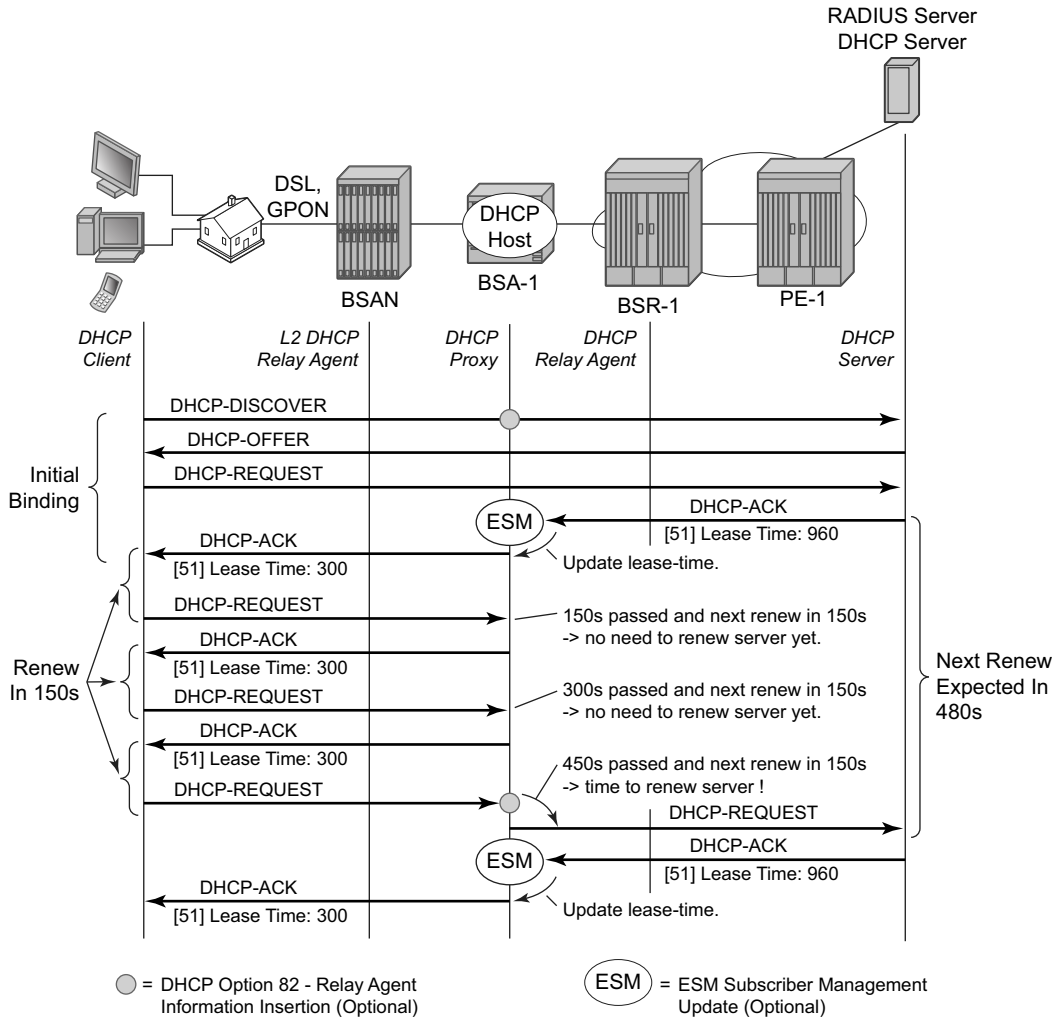 RADIUS Server
DHCP Server
DSL,
GPON
DHCP
Host
BSAN
BSA-1
BSR-1
PE-1
DHCP
Client
L2 DHCP
Relay Agent
DHCP
Proxy
DHCP
Relay Agent
DHCP
Server
DHCP-DISCOVER
DHCP-OFFER
DHCP-REQUEST
Initial
Binding
ESM
DHCP-ACK
[51] Lease Time: 960
DHCP-ACK
[51] Lease Time: 300
Update lease-time.
DHCP-REQUEST
150s passed and next renew in 150s
-> no need to renew server yet.
DHCP-ACK
[51] Lease Time: 300
Renew
In 150s
DHCP-REQUEST
300s passed and next renew in 150s
-> no need to renew server yet.
Next Renew
Expected In
480s
DHCP-ACK
[51] Lease Time: 300
450s passed and next renew in 150s
-> time to renew server !
DHCP-REQUEST
DHCP-REQUEST
ESM
DHCP-ACK
[51] Lease Time: 960
DHCP-ACK
[51] Lease Time: 300
Update lease-time.
= DHCP Option 82 - Relay Agent
Information Insertion (Optional)
ESM
= ESM Subscriber Management
Update (Optional)